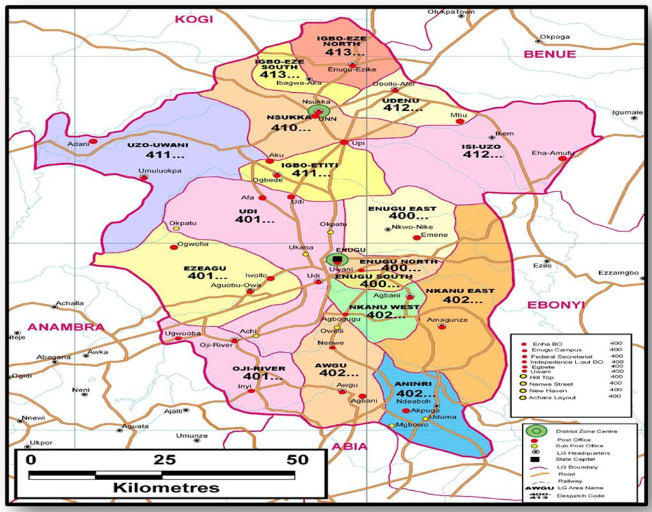 KOGI
OtukpaTown
Okpoga
BENUE
IGBO-EZE
NORTH
413...
IGBO-EZE
SOUTH
413...
Enugu-Ezike
Ibagwa-Aka
Obollo-Afor
Nsukka
NSUKKA
UNN
410...
UDENU
412...
Mbu
Igumale
Ikem
Adani
UZO-UWANI
411...
Upi
ISI-UZO
412...
Aku
Eha-Amufu
IGBO-ETITI
411...
Umuluokpa
Ogbede
Afa
Udi
UDI
401...
ENUGU EAST
400...
Okpatu
Okpatu
Nkwo-Nike
Emene
Ogwofia
Ukana
ENUGU
Uwani
ENUGU NORTH
400...
Ezilo
EZEAGU
401...
Iwollo
Udi
ENUGU SOUTH
400...
Ezzamgbo
Aguobu-Owa
Agbani
NKANU EAST
402...
Achalla
NKANU WEST
402...
EBONYI
ANAMBRA
Agbogugu
Amagunze
Nteje
Ugwuoba
Achi
Owelli
Oji-River
Nenwe
Abagana
Awka
Ogidi
OJI-RIVER
401...
AWGU
402...
ANINRI
402...
Neni
Inyi
Awgu
Agbani
Ndeaboh
Ajalli
Akpugo
Nnewi
Uduma
Aguata
Mgbowo
Umunze
Ukpor
ABIA
Enha BO 400
Enugu Campus 400
Federal Secretariat 400
Independence L.out BO 400
Egbete 400
Uwani 400
Hill Top 400
Neriwe Street 400
New Haven 400
Achara Layout 400
District Zone Centre
Post Office
Sub Post Office
LG Headquarters
State Capital
LG Boundary
Road
Railway
AWGU LG Area Name
400-
413 Despatch Code
0 25 50
Kilometres